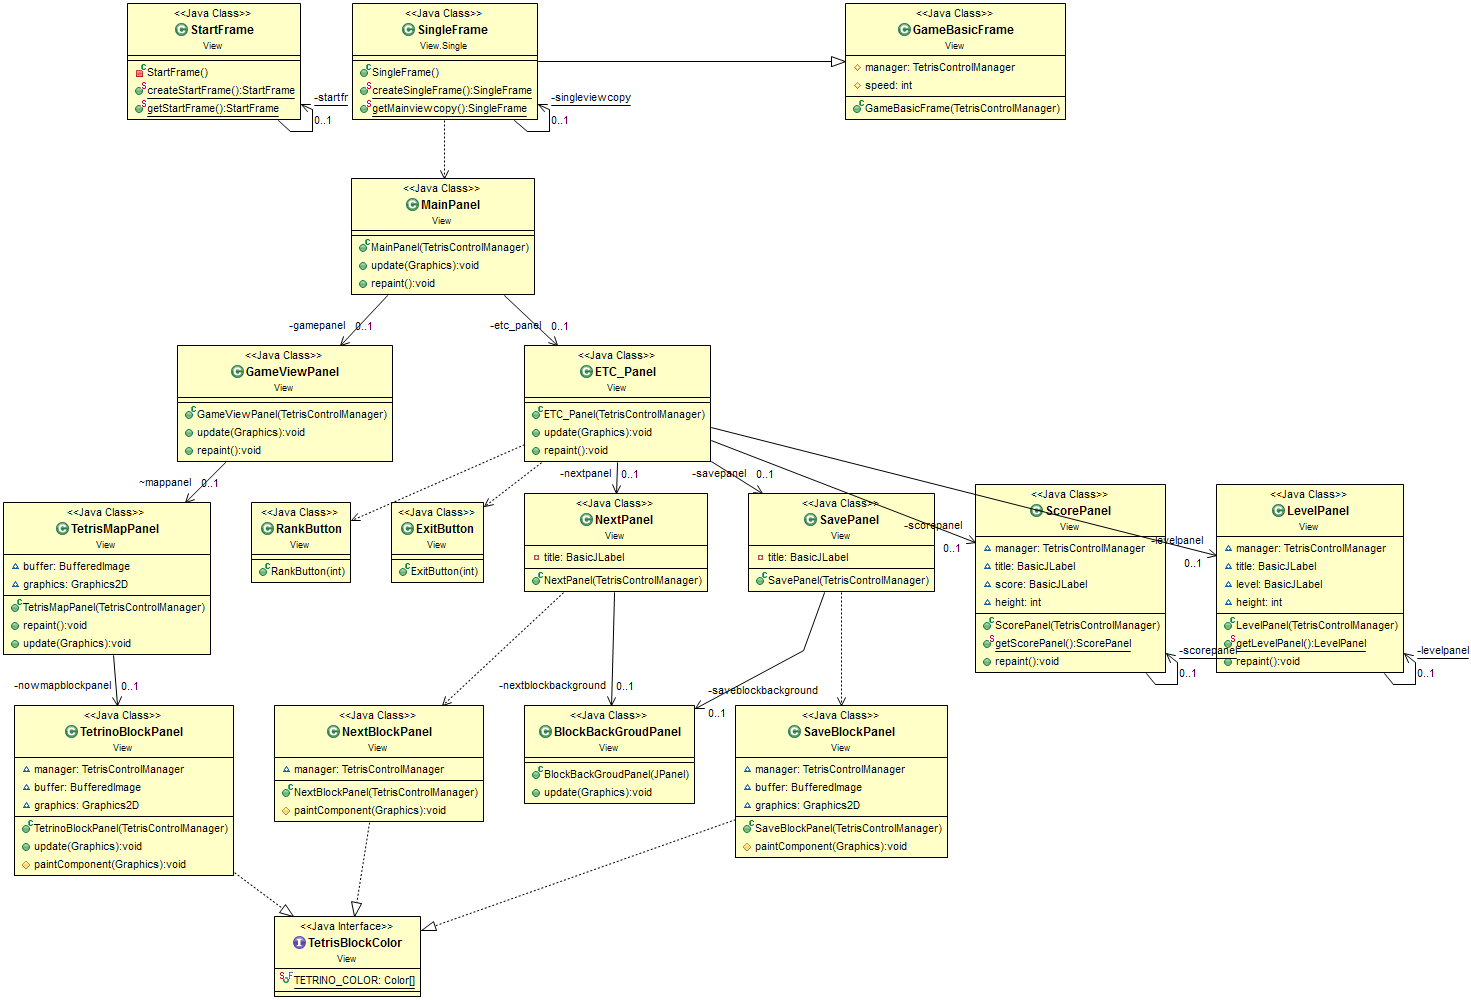 <<Java Class>>
StartFrame
View
StartFrame()
createStartFrame():StartFrame
getStartFrame():StartFrame
-startfr
0..1
<<Java Class>>
SingleFrame
View.Single
SingleFrame()
createSingleFrame():SingleFrame
getMainviewcopy():SingleFrame
-singleviewcopy
0..1
<<Java Class>>
GameBasicFrame
View
manager: TetrisControlManager
speed: int
GameBasicFrame(TetrisControlManager)
<<Java Class>>
MainPanel
View
MainPanel(TetrisControlManager)
update(Graphics):void
repaint():void
-gamepanel
0..1
-etc_panel
0..1
<<Java Class>>
GameViewPanel
View
GameViewPanel(TetrisControlManager)
update(Graphics):void
repaint():void
<<Java Class>>
ETC_Panel
View
ETC_Panel(TetrisControlManager)
update(Graphics):void
repaint():void
~mappanel
0..1
-nextpanel
0..1
-savepanel
0..1
-scorepanel
0..1
-levelpanel
0..1
<<Java Class>>
TetrisMapPanel
View
buffer: BufferedImage
graphics: Graphics2D
TetrisMapPanel(TetrisControlManager)
repaint():void
update(Graphics):void
<<Java Class>>
RankButton
View
RankButton(int)
<<Java Class>>
ExitButton
View
ExitButton(int)
<<Java Class>>
NextPanel
View
title: BasicJLabel
NextPanel(TetrisControlManager)
<<Java Class>>
SavePanel
View
title: BasicJLabel
SavePanel(TetrisControlManager)
<<Java Class>>
ScorePanel
View
manager: TetrisControlManager
title: BasicJLabel
score: BasicJLabel
height: int
ScorePanel(TetrisControlManager)
getScorePanel():ScorePanel
repaint():void
-scorepanel
0..1
<<Java Class>>
LevelPanel
View
manager: TetrisControlManager
title: BasicJLabel
level: BasicJLabel
height: int
LevelPanel(TetrisControlManager)
getLevelPanel():LevelPanel
repaint():void
-levelpanel
0..1
-nowmapblockpanel
0..1
-nextblockbackground
0..1
-saveblockbackground
0..1
<<Java Class>>
TetrinoBlockPanel
View
manager: TetrisControlManager
buffer: BufferedImage
graphics: Graphics2D
TetrinoBlockPanel(TetrisControlManager)
update(Graphics):void
paintComponent(Graphics):void
<<Java Class>>
NextBlockPanel
View
manager: TetrisControlManager
NextBlockPanel(TetrisControlManager)
paintComponent(Graphics):void
<<Java Class>>
BlockBackGroudPanel
View
BlockBackGroudPanel(JPanel)
update(Graphics):void
<<Java Class>>
SaveBlockPanel
View
manager: TetrisControlManager
buffer: BufferedImage
graphics: Graphics2D
SaveBlockPanel(TetrisControlManager)
paintComponent(Graphics):void
<<Java Interface>>
TetrisBlockColor
View
TETRINO_COLOR: Color[]